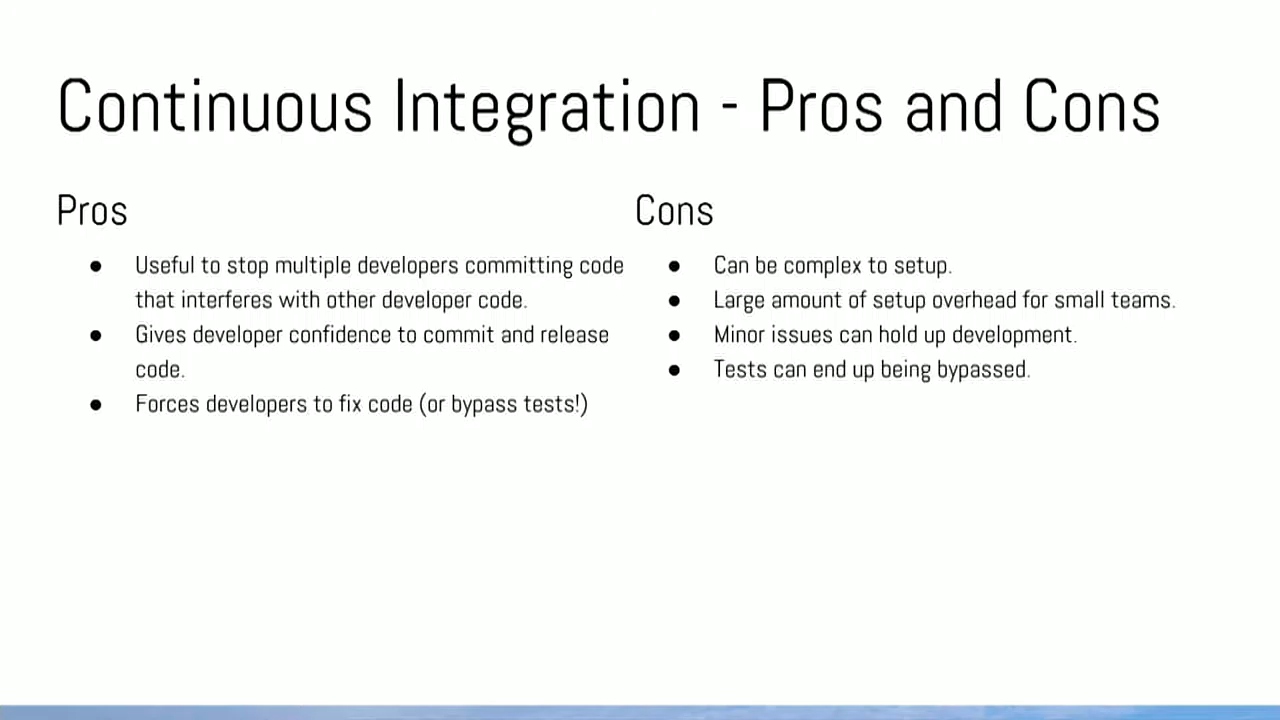 Continuous Integration - Pros and Cons
Pros
● Useful to stop multiple developers committing code
that interferes with other developer code.
● Gives developer confidence to commit and release
code.
● Forces developers to fix code (or bypass tests!)
Cons
● Can be complex to setup.
● Large amount of setup overhead for small teams.
● Minor issues can hold up development.
● Tests can end up being bypassed.